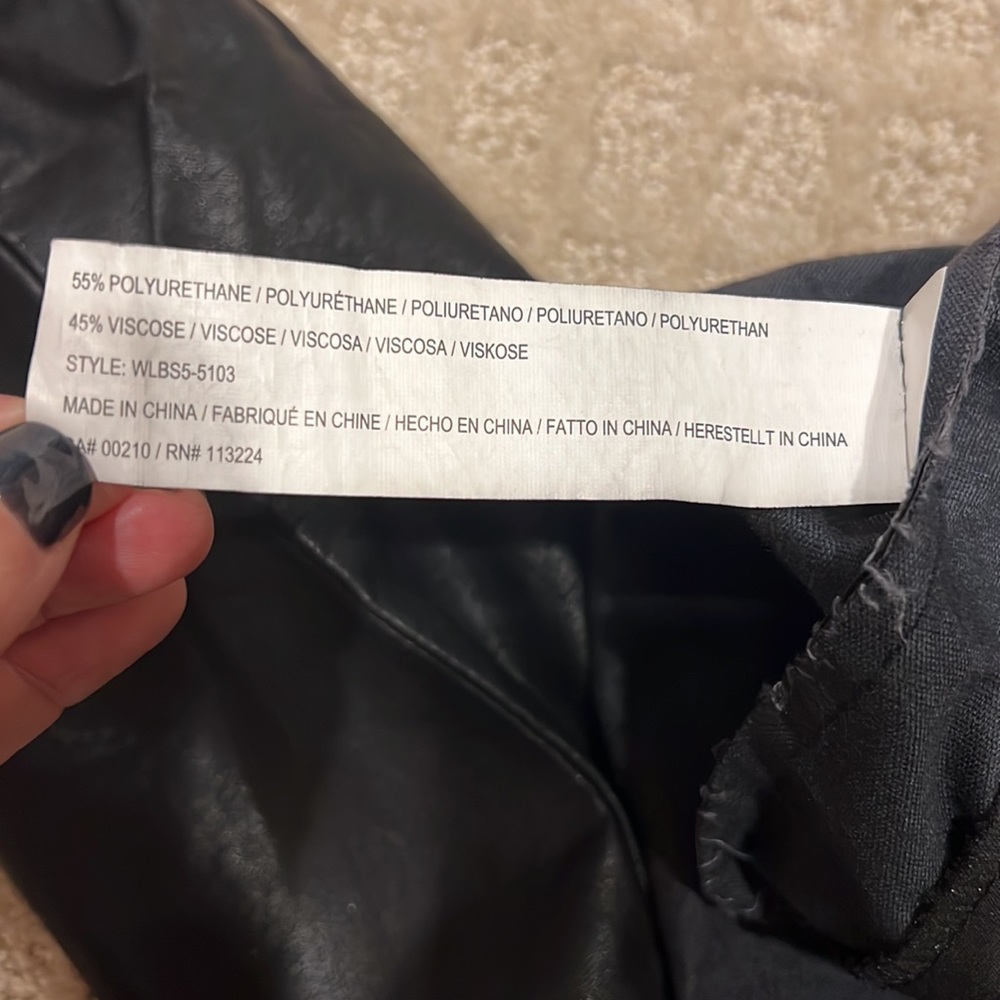 55% POLYURETHANE / POLYURÉTHANE / POLIURETANO / POLIURETANO / POLYURETHAN
45% VISCOSE / VISCOSE / VISCOSA / VISCOSA / VISKOSE
STYLE: WLBS5-5103
MADE IN CHINA / FABRIQUÉ EN CHINE / HECHO EN CHINA / FATTO IN CHINA / HERESTELLT IN CHINA
A# 00210 / RN# 113224